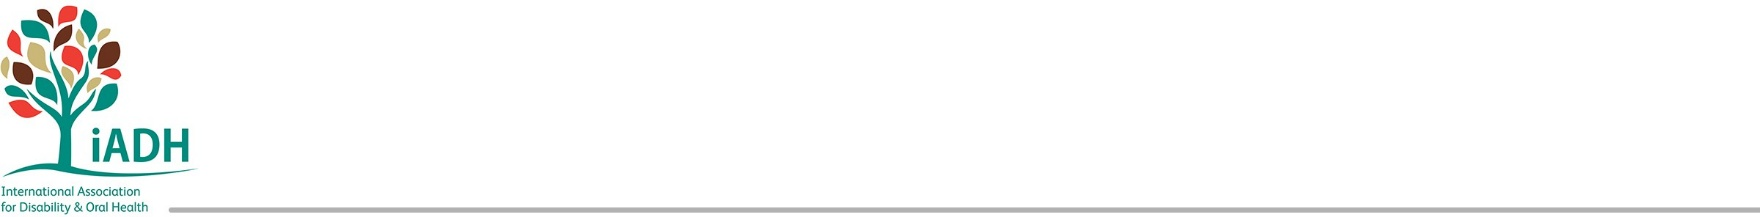 iADH
International Association
for Disability & Oral Health